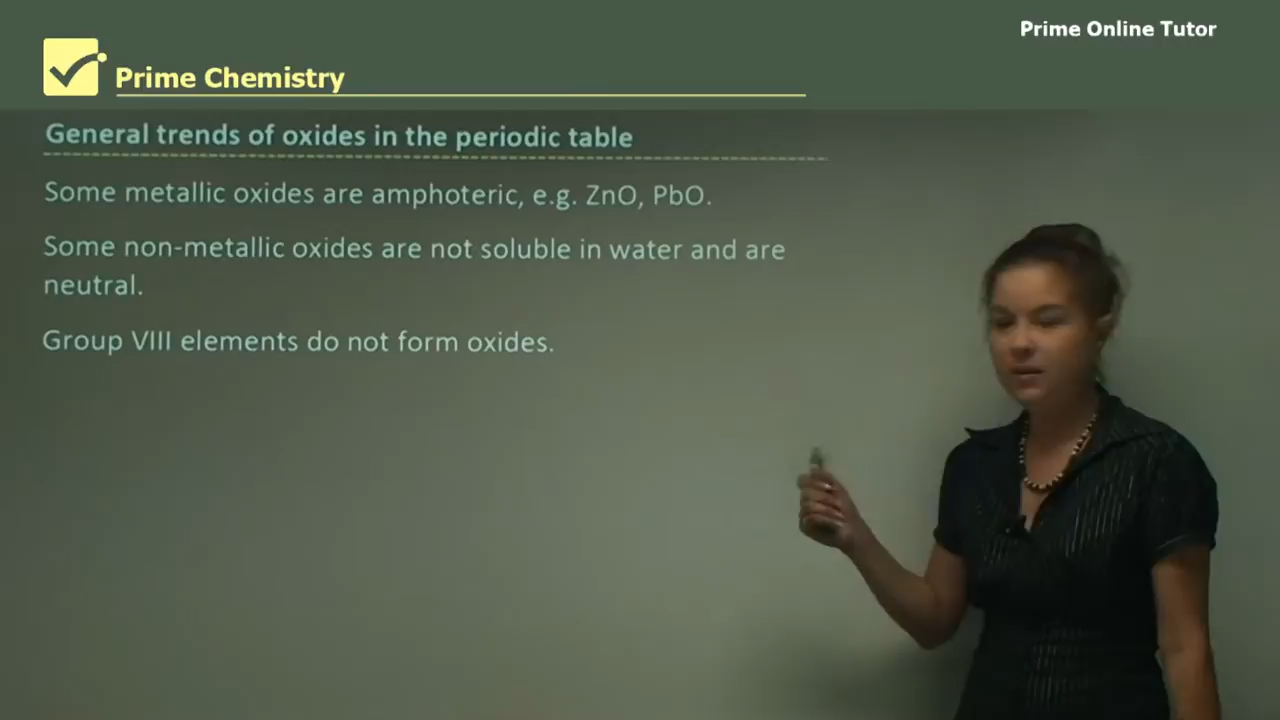 Prime Online Tutor
Prime Chemistry
General trends of oxides in the periodic table
Some metallic oxides are amphoteric, e.g. ZnO, PbO.
Some non-metallic oxides are not soluble in water and are
neutral.
Group VIII elements do not form oxides.